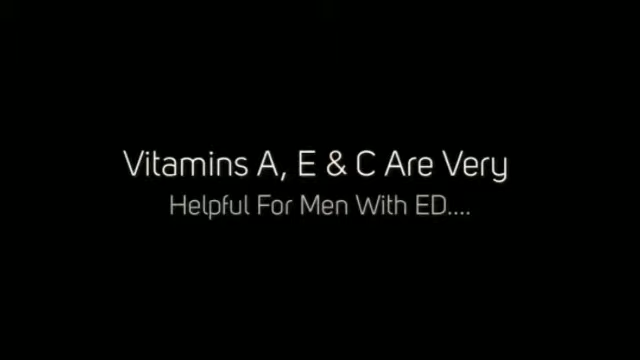 Vitamins A, E & C Are Very
Helpful For Men With ED....